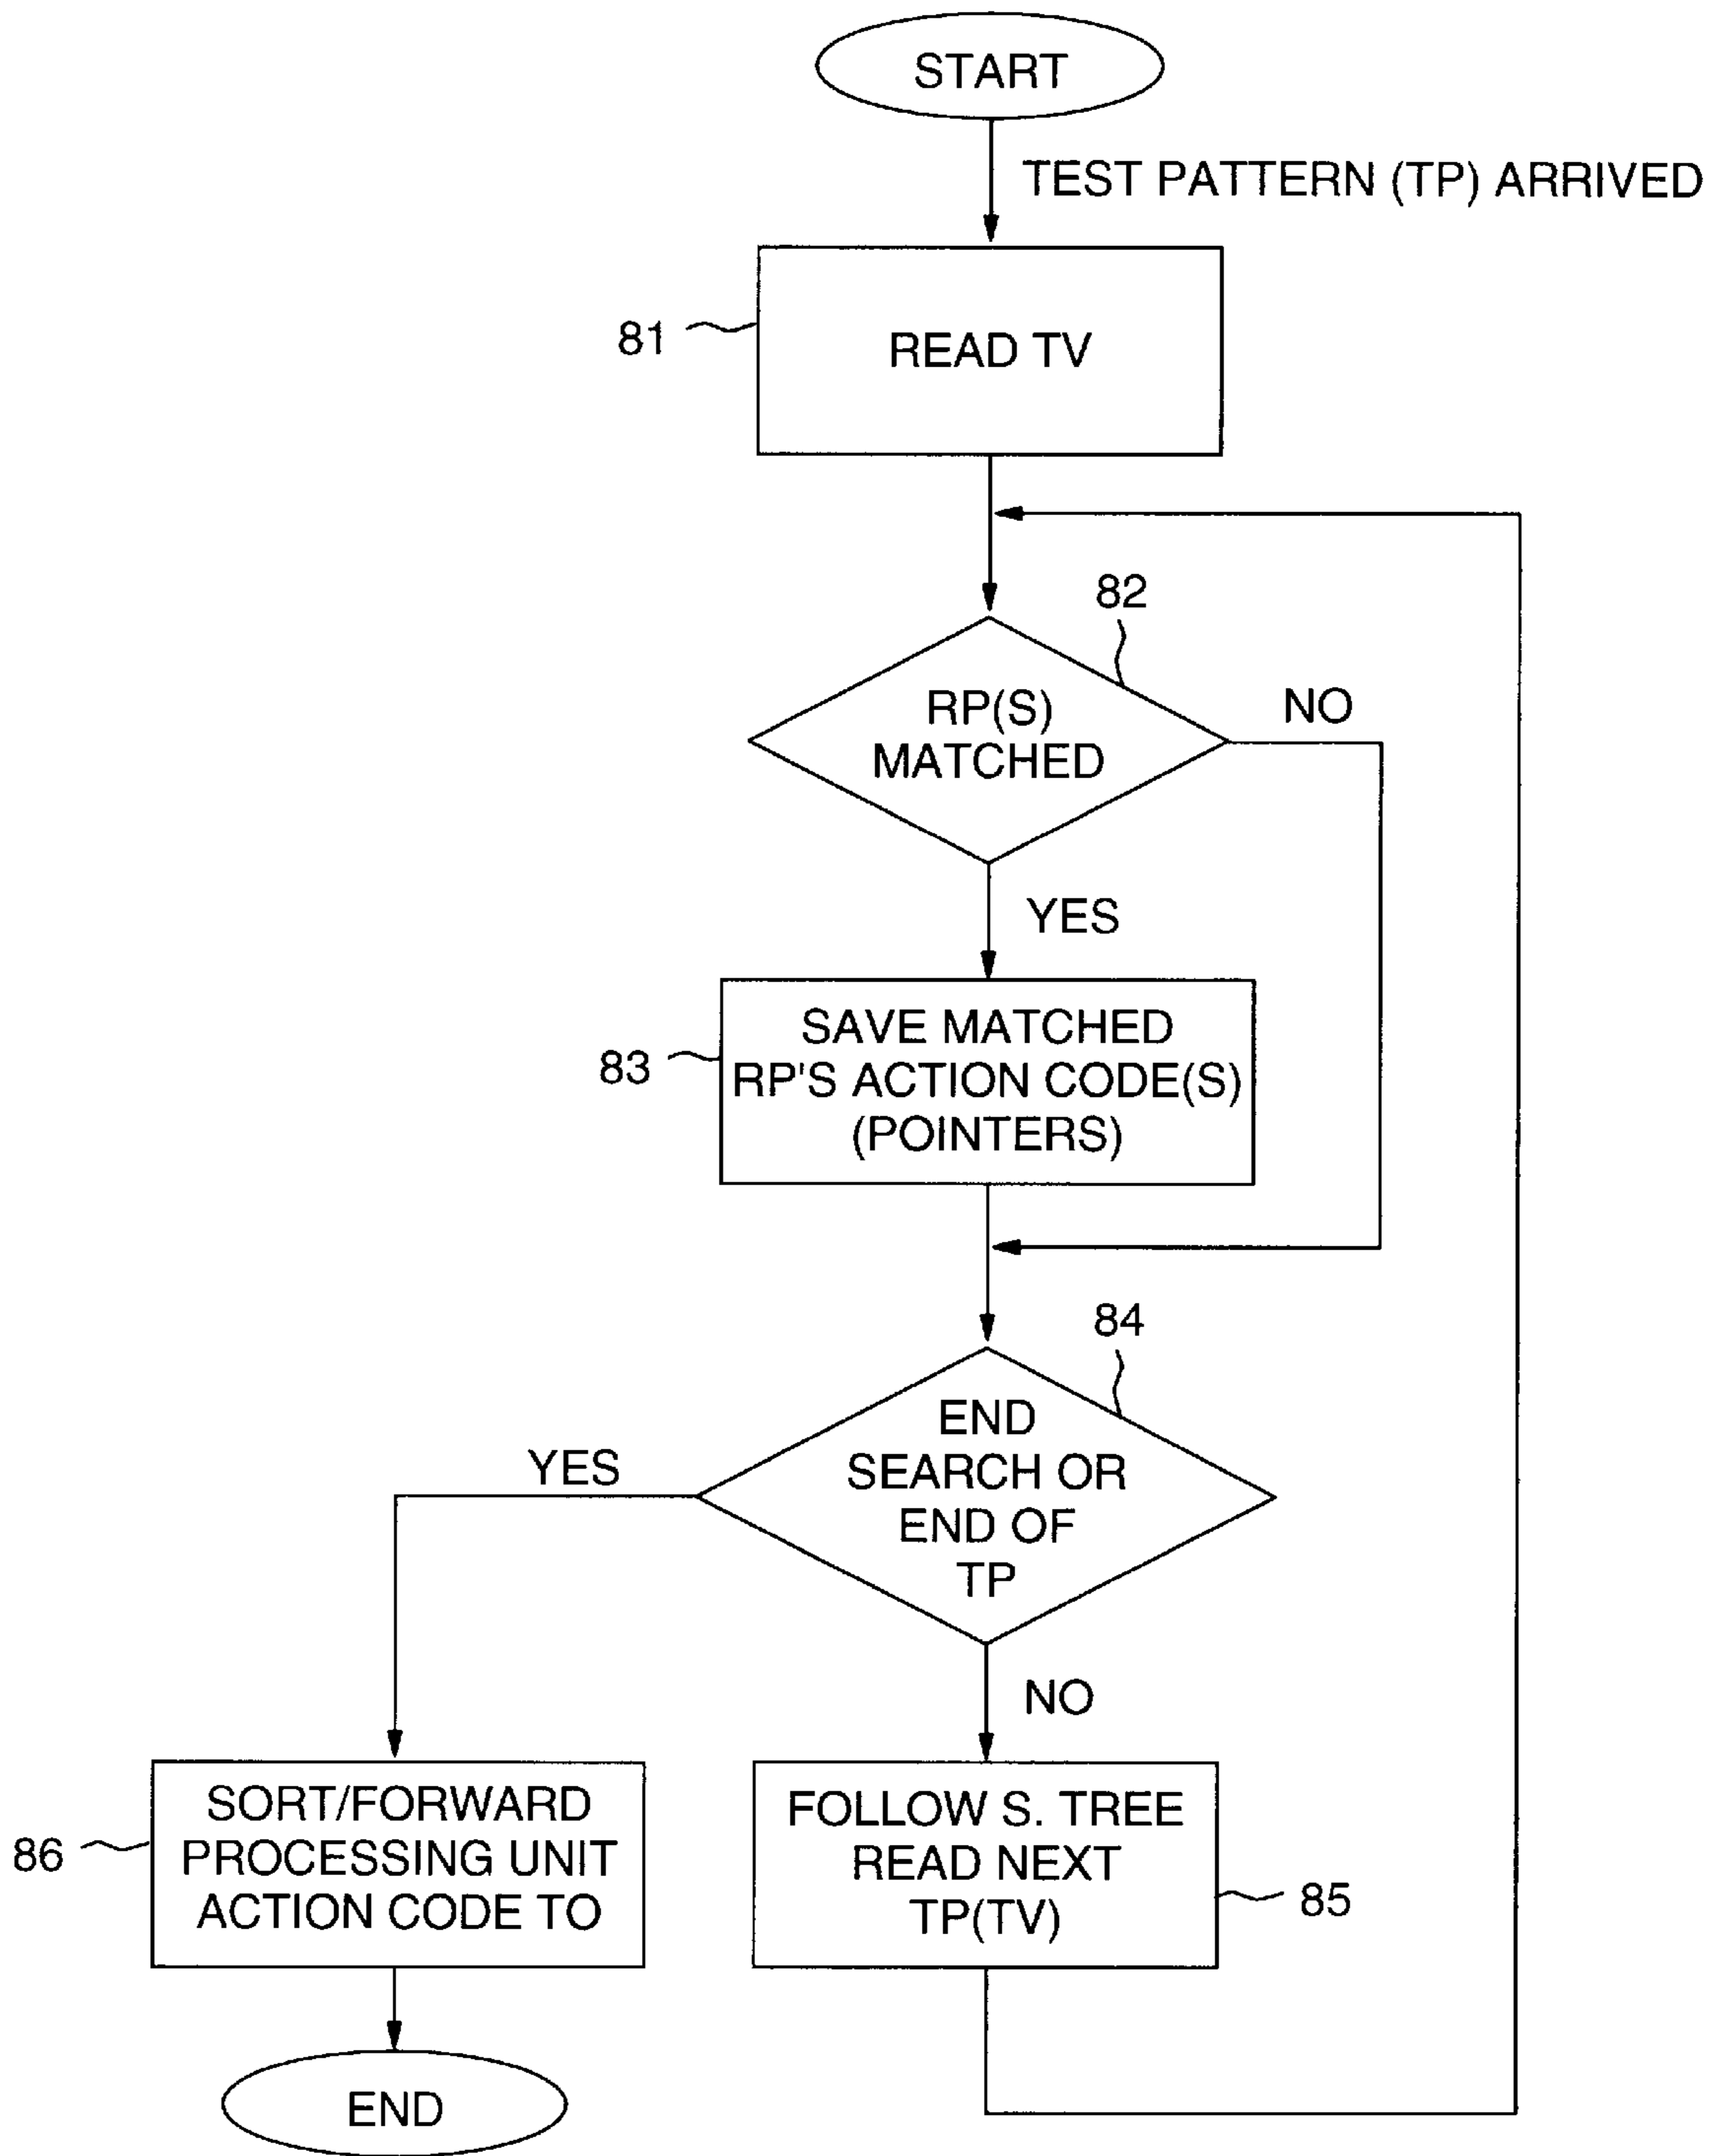 START
TEST PATTERN (TP) ARRIVED
81
READ TV
82
RP(S)
MATCHED
NO
YES
83
SAVE MATCHED
RP'S ACTION CODE(S)
(POINTERS)
84
END
SEARCH OR
END OF
TP
YES
NO
86
SORT/FORWARD
PROCESSING UNIT
ACTION CODE TO
FOLLOW S. TREE
READ NEXT
TP(TV)
85
END